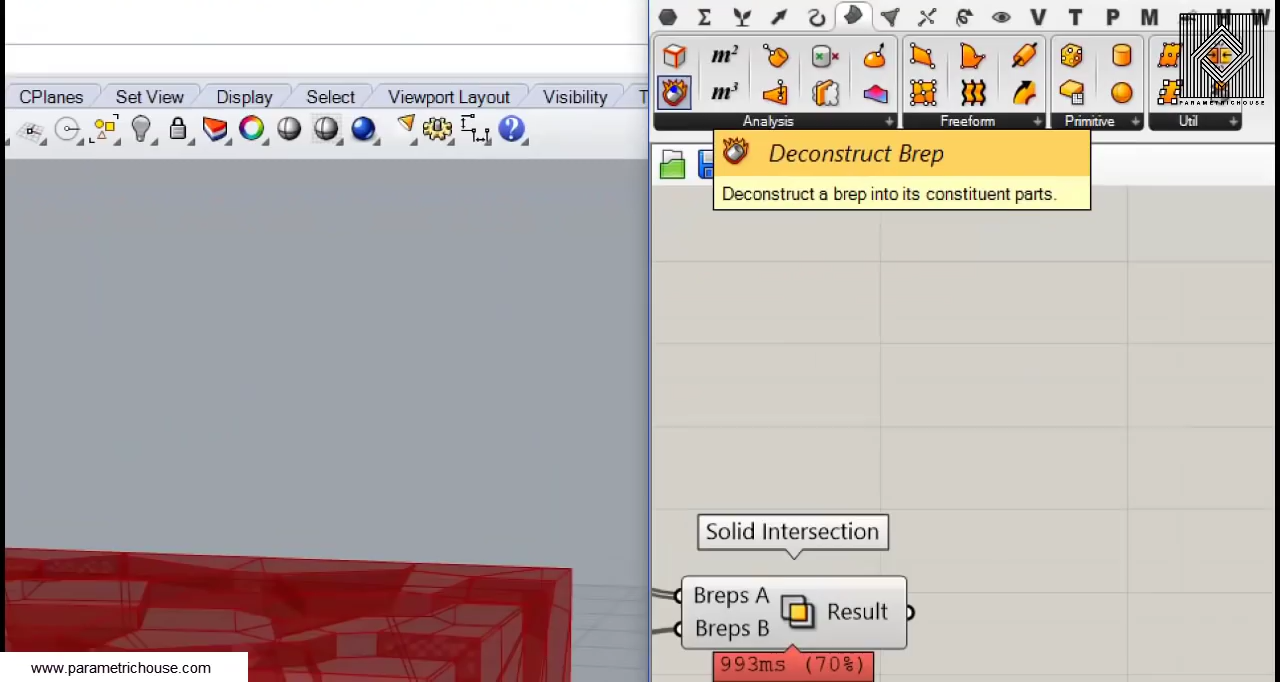 V T P M H W
m²
m³
Analysis
Freeform
Primitive
Util
PARAMETRICHOUSE
CPlanes
Set View
Display
Select
Viewport Layout
Visibility
T
Deconstruct Brep
Deconstruct a brep into its constituent parts.
Solid Intersection
Breps A
Breps B
Result
993ms (70%)
www.parametrichouse.com